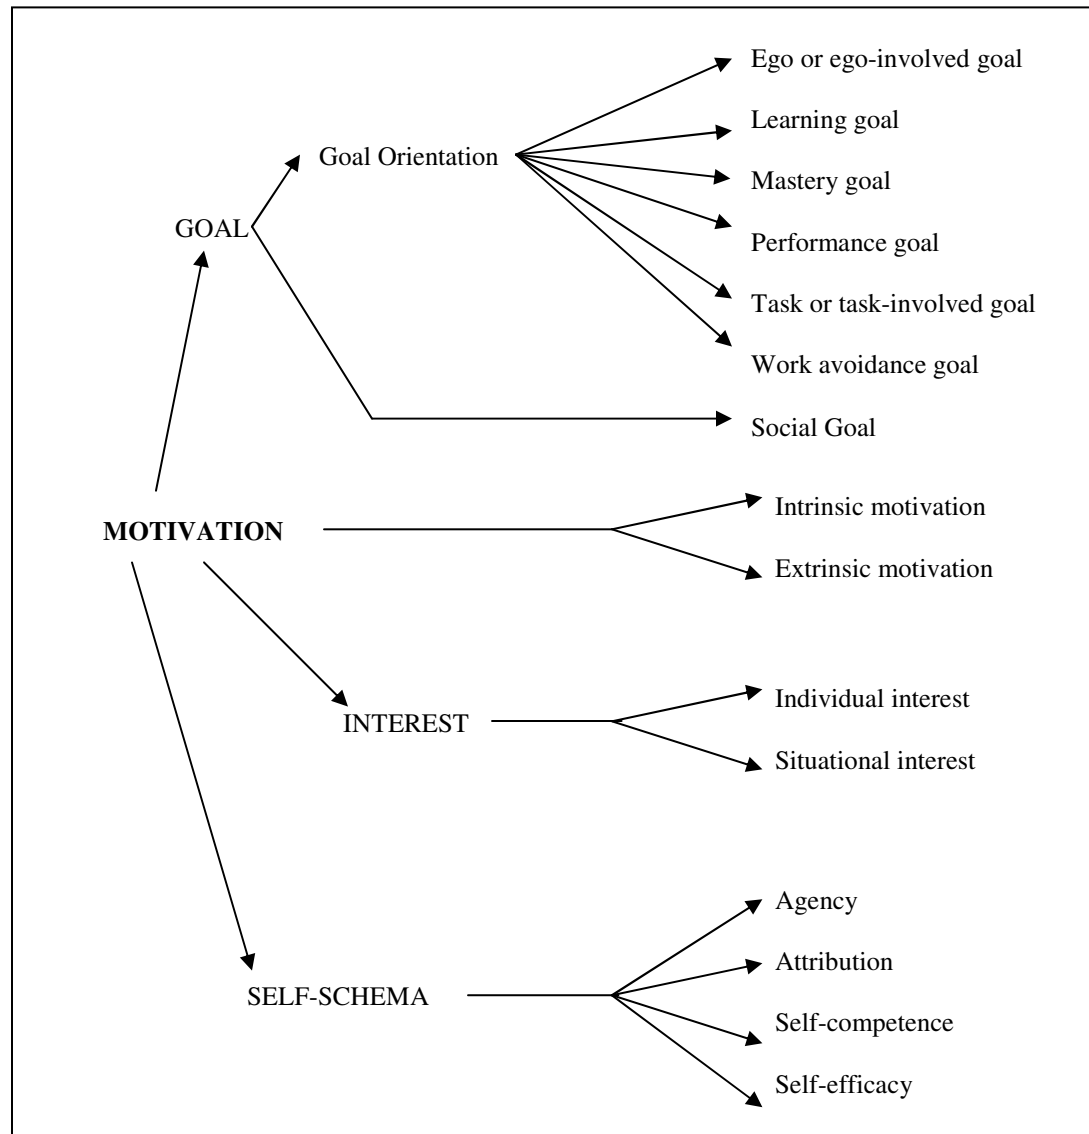 Ego or ego-involved goal
Learning goal
Goal Orientation
Mastery goal
GOAL
Performance goal
Task or task-involved goal
Work avoidance goal
Social Goal
Intrinsic motivation
MOTIVATION
Extrinsic motivation
Individual interest
INTEREST
Situational interest
Agency
Attribution
SELF-SCHEMA
Self-competence
Self-efficacy